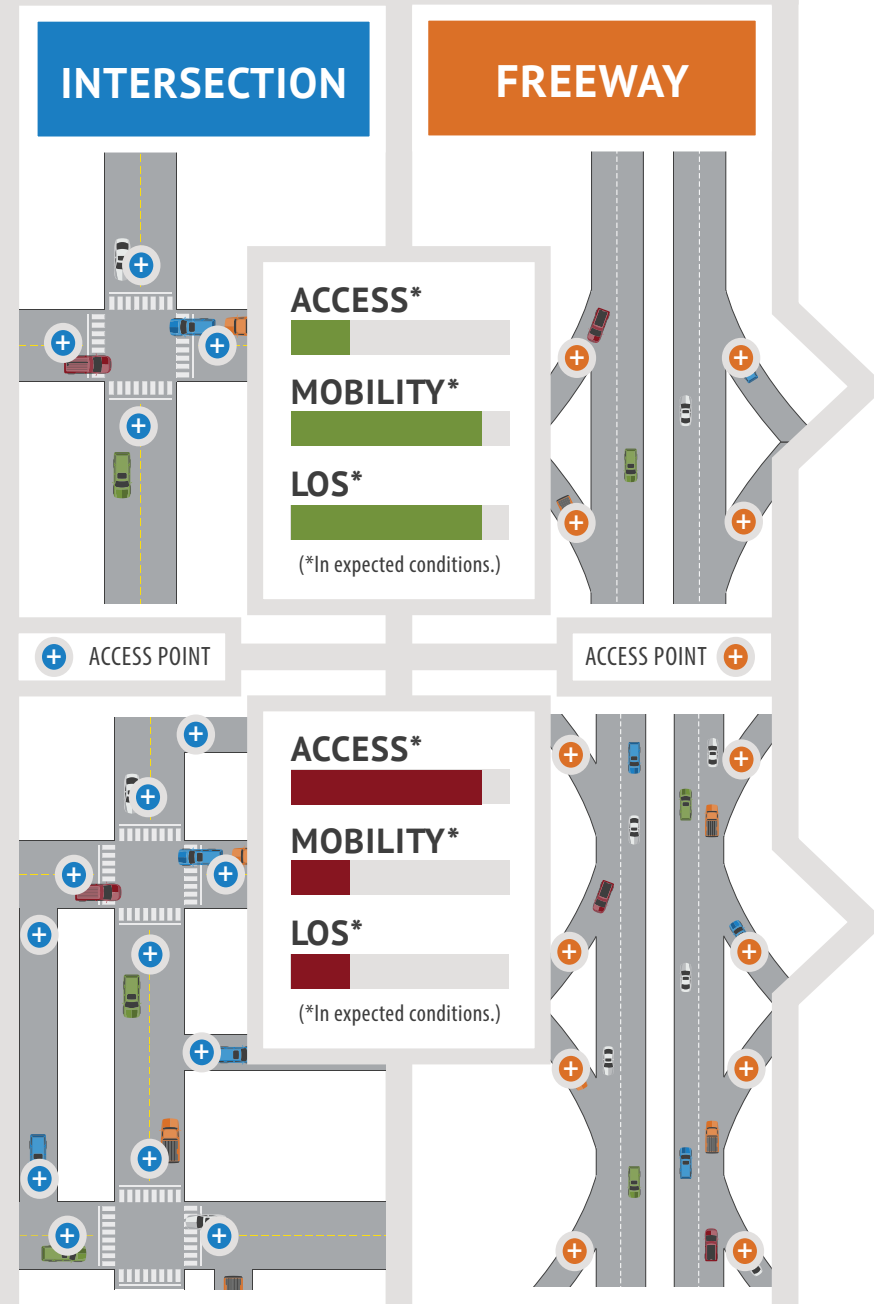 INTERSECTION
FREEWAY
ACCESS*
MOBILITY*
LOS*
(*In expected conditions.)
ACCESS POINT
ACCESS POINT
ACCESS*
MOBILITY*
LOS*
(*In expected conditions.)